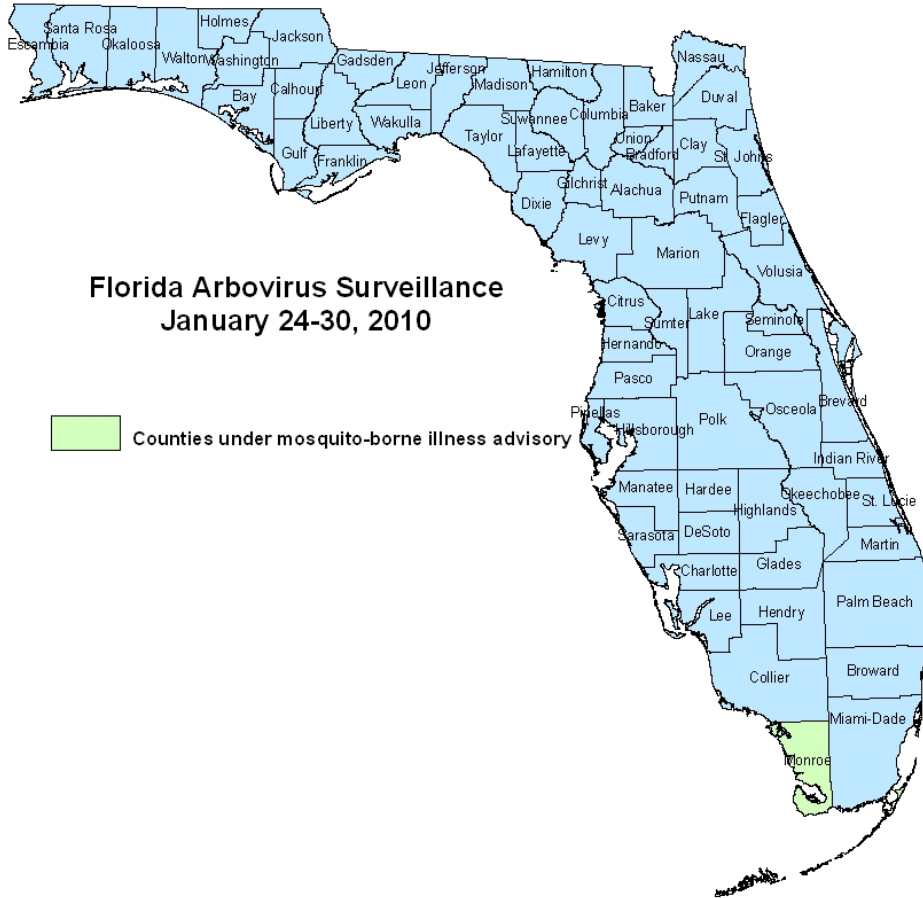 Holmes
Santa Rosa
Jackson
Escambia
Okaloosa
Walton
Washington
Gadsden
Jefferson
Hamilton
Nassau
Leon
Madison
Bay
Calhoun
Columbia
Baker
Duval
Liberty
Wakulla
Suwannee
Taylor
Union
Clay
Gulf
Franklin
Lafayette
Bradford
St. Johns
Gilchrist
Alachua
Dixie
Putnam
Flagler
Levy
Marion
Volusia
Florida Arbovirus Surveillance
January 24-30, 2010
Citrus
Lake
Sumter
Seminole
Hernando
Orange
Pasco
Brevard
Pinellas
Osceola
Polk
Hillsborough
Counties under mosquito-borne illness advisory
Indian River
Manatee
Hardee
Okeechobee
St. Lucie
Highlands
Sarasota
DeSoto
Martin
Charlotte
Glades
Palm Beach
Lee
Hendry
Collier
Broward
Miami-Dade
Monroe